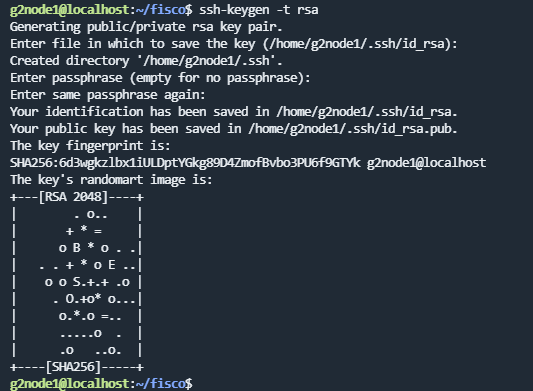 g2node1@localhost:~/fisco$ ssh-keygen -t rsa
Generating public/private rsa key pair.
Enter file in which to save the key (/home/g2node1/.ssh/id_rsa):
Created directory '/home/g2node1/.ssh'.
Enter passphrase (empty for no passphrase):
Enter same passphrase again:
Your identification has been saved in /home/g2node1/.ssh/id_rsa.
Your public key has been saved in /home/g2node1/.ssh/id_rsa.pub.
The key fingerprint is:
SHA256:6d3wgkzlbx1iULDptYGkg89D4ZmofBvbo3PU6f9GTYk g2node1@localhost
The key's randomart image is:
+---[RSA 2048]----+
|        . o..    |
|       + * =     |
|      o B * o . .|
|   . . + * o E ..|
|    o o S.+.+ .o |
|     . O.+o* o...|
|      o.*.o =..  |
|      .....o  .  |
|      .o   ..o.  |
+----[SHA256]-----+
g2node1@localhost:~/fisco$